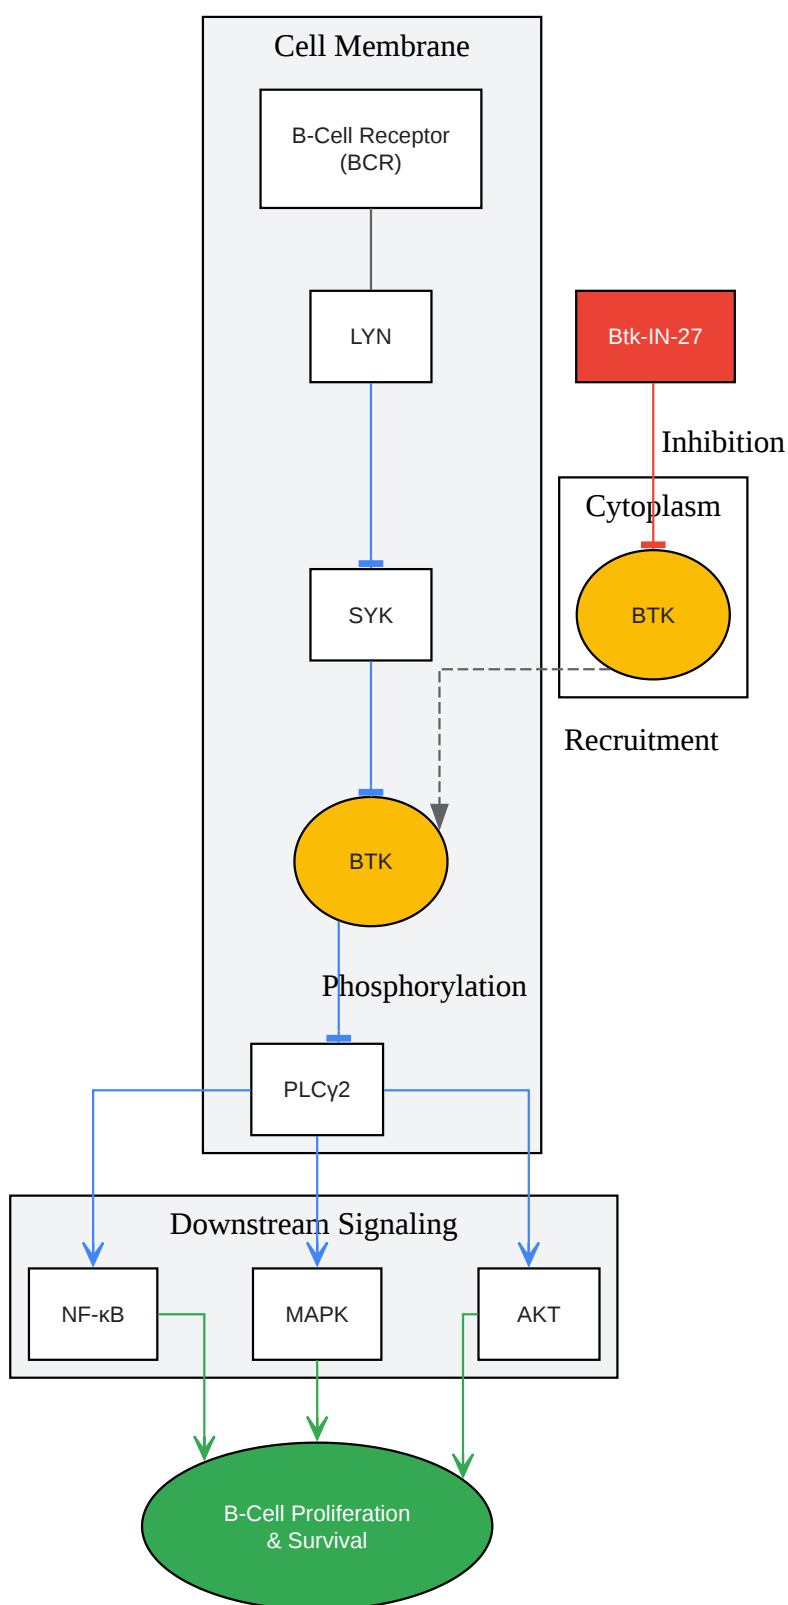 Cell Membrane
B-Cell Receptor
(BCR)
LYN
Btk-IN-27
Inhibition
Cytoplasm
SYK
BTK
Recruitment
BTK
Phosphorylation
PLCγ2
Downstream Signaling
NF-κB
MAPK
AKT
B-Cell Proliferation
& Survival